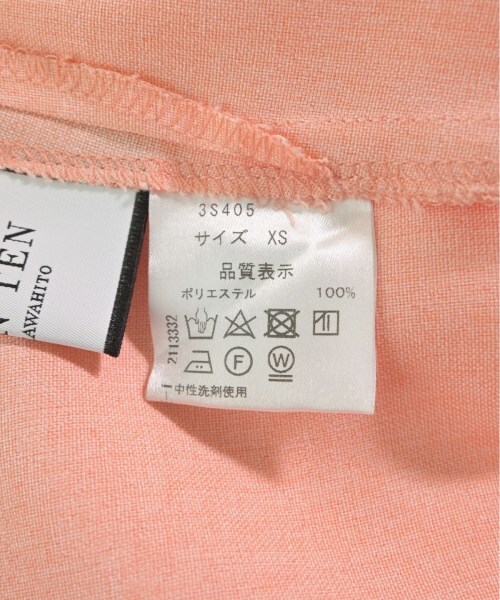 3S405
サイズ XS
品質表示
ポリエステル 100%
2113332
F
W
中性洗剤使用
TEN
AWAHITO